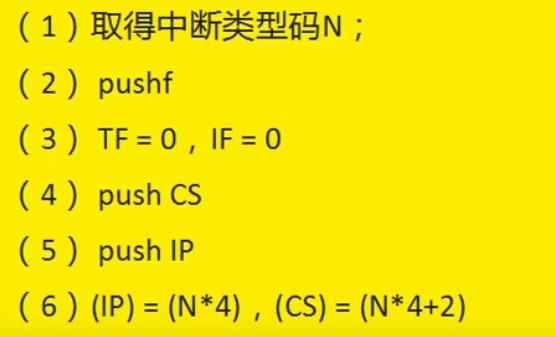 （1）取得中断类型码N；
（2） pushf
（3） TF = 0 ，IF = 0
（4） push CS
（5） push IP
（6）(IP) = (N*4) ，(CS) = (N*4+2)